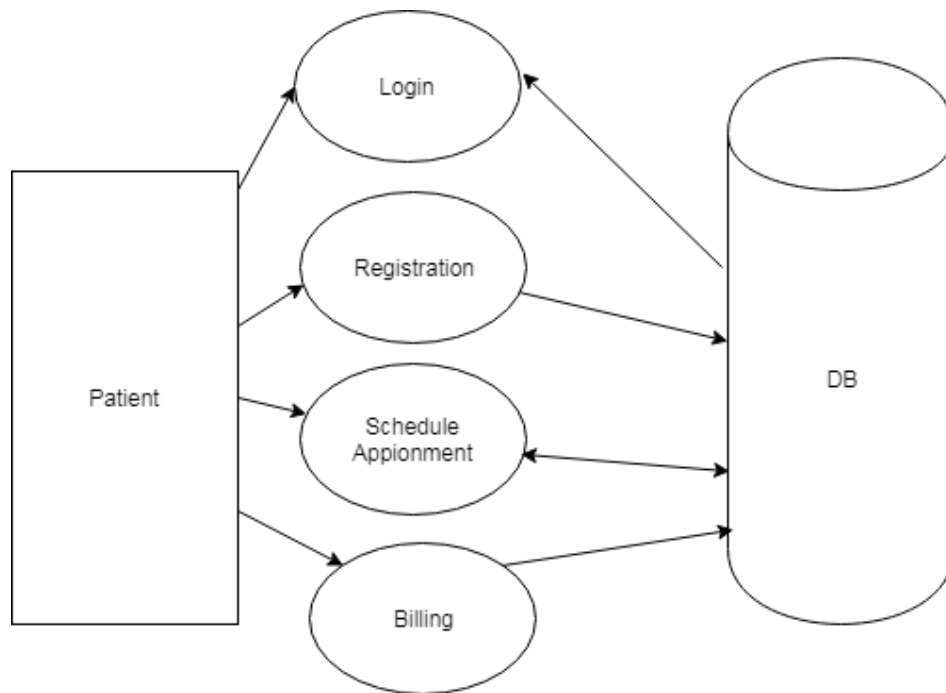 Login
Registration
Patient
Schedule
Appionment
DB
Billing